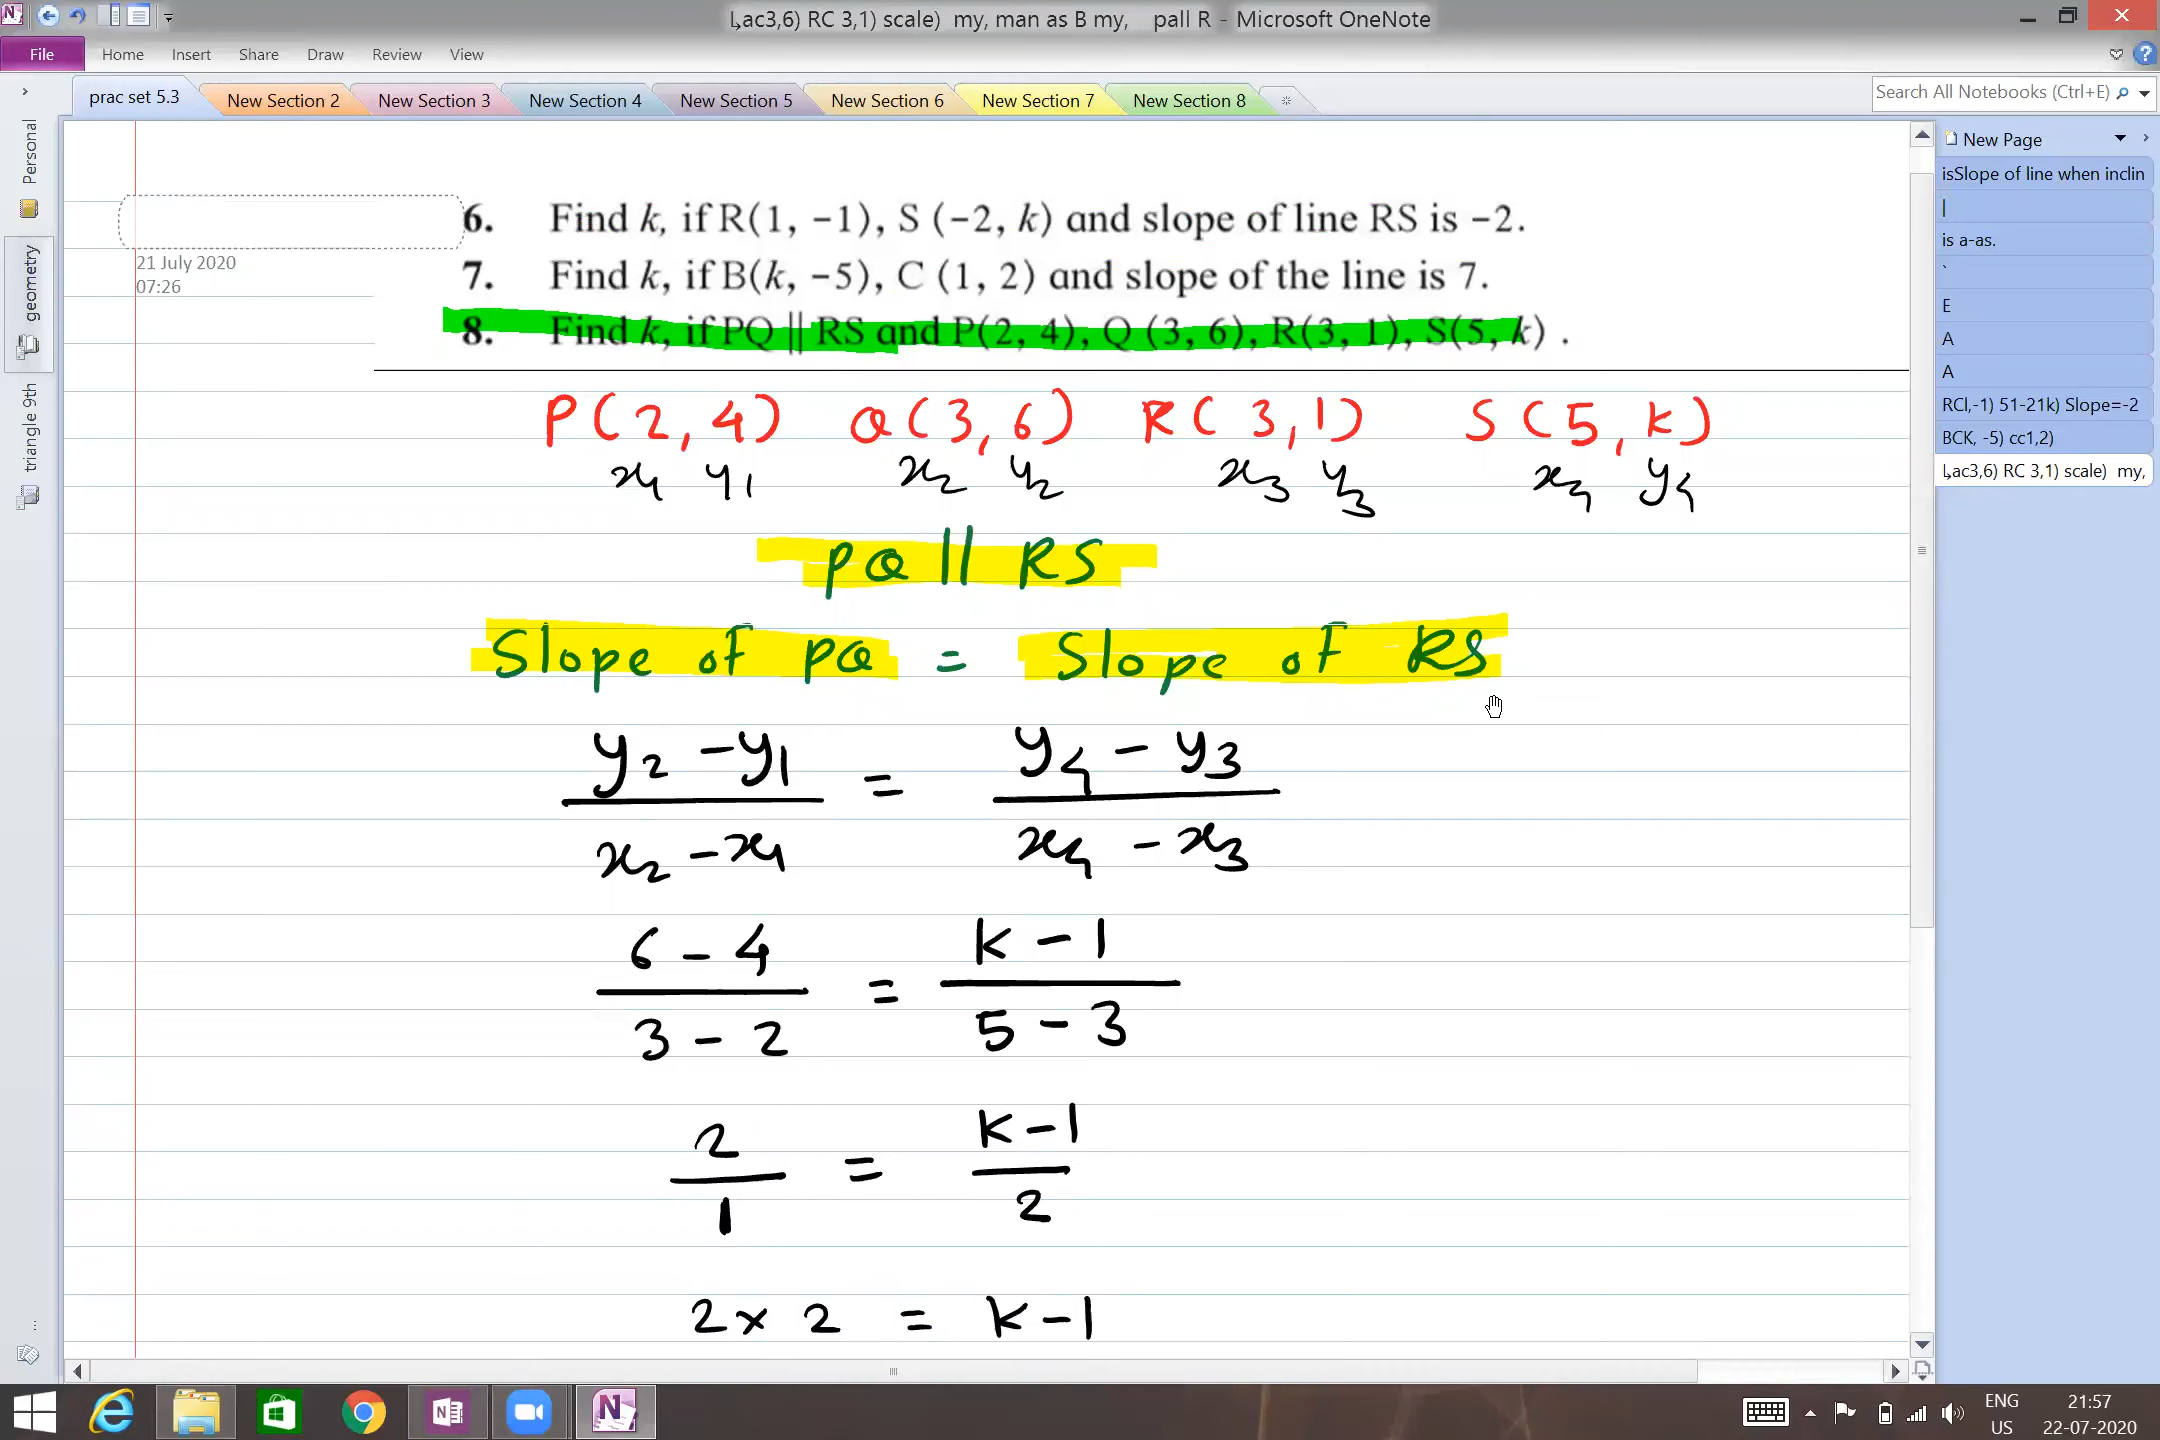 Ļac3,6) RC 3,1) scale) my, man as B my, pall R - Microsoft OneNote
File Home Insert Share Draw Review View
prac set 5.3 New Section 2 New Section 3 New Section 4 New Section 5 New Section 6 New Section 7 New Section 8
Search All Notebooks (Ctrl+E)
Personal
geometry
triangle 9th
New Page
isSlope of line when inclin
|
is a-as.
`
E
A
A
RCl,-1) 51-21k) Slope=-2
BCK, -5) cc1,2)
Ļac3,6) RC 3,1) scale) my,
21 July 2020
07:26
6. Find k, if R(1, −1), S (−2, k) and slope of line RS is −2.
7. Find k, if B(k, −5), C (1, 2) and slope of the line is 7.
8. Find k, if PQ || RS and P(2, 4), Q (3, 6), R(3, 1), S(5, k) .
P(2,4) Q(3,6) R(3,1) S(5,k)
x1 y1 x2 y2 x3 y3 x4 y4
PQ || RS
Slope of PQ = Slope of RS
y2 - y1 = y4 - y3
x2 - x1 x4 - x3
6 - 4 = k - 1
3 - 2 5 - 3
2 = k - 1
1 2
2 × 2 = k - 1
ENG
US
21:57
22-07-2020